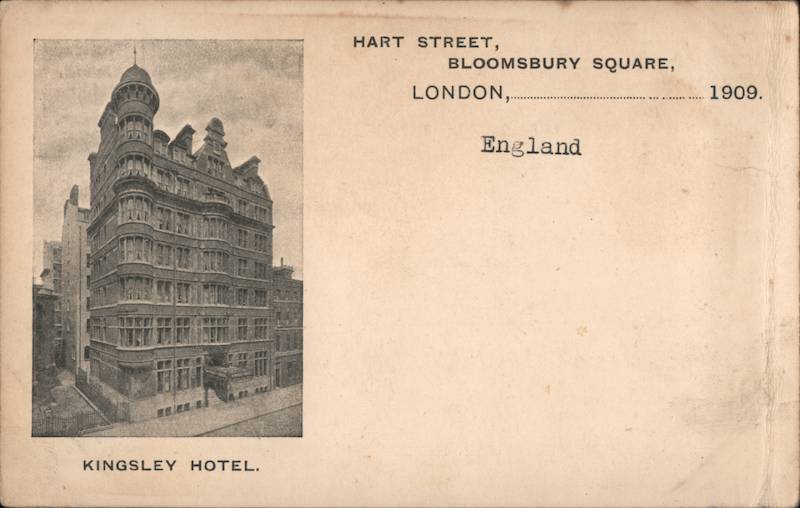 HART STREET,
BLOOMSBURY SQUARE,
LONDON,.......................................... 1909.
England
KINGSLEY HOTEL.